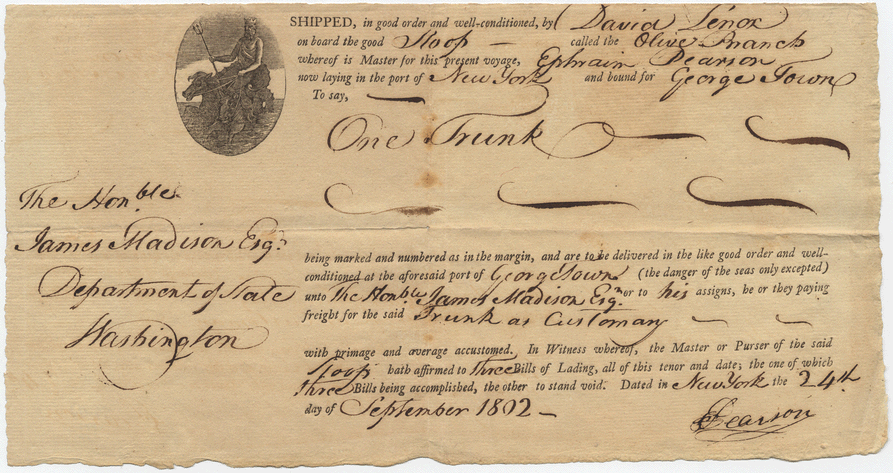 SHIPPED, in good order and well-conditioned, by David Lenox
on board the good Sloop — called the Olive Branch
whereof is Master for this present voyage, Ephraim Pearson
now laying in the port of New York and bound for George Town
To say,
One Trunk
The Honble.
James Madison Esqr.
Department of State
Washington
being marked and numbered as in the margin, and are to be delivered in the like good order and well-
conditioned at the aforesaid port of George Town (the danger of the seas only excepted)
unto The Honble. James Madison Esqr. or to his assigns, he or they paying
freight for the said Trunk as Customary
with primage and average accustomed. In Witness whereof, the Master or Purser of the said
Sloop hath affirmed to three Bills of Lading, all of this tenor and date; the one of which
three Bills being accomplished, the other to stand void. Dated in New York the 24th
day of September 1802 —
E Pearson